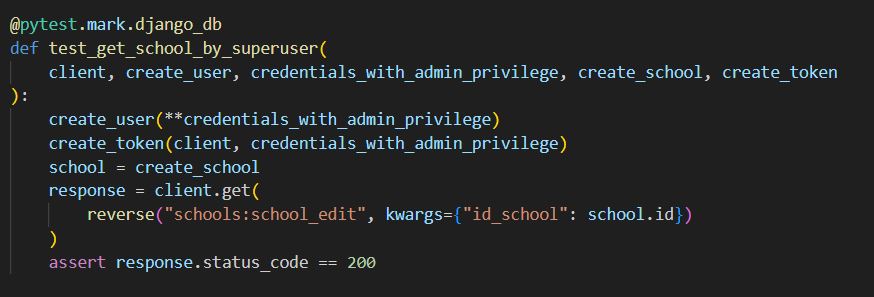 @pytest.mark.django_db
def test_get_school_by_superuser(
    client, create_user, credentials_with_admin_privilege, create_school, create_token
):
    create_user(**credentials_with_admin_privilege)
    create_token(client, credentials_with_admin_privilege)
    school = create_school
    response = client.get(
        reverse("schools:school_edit", kwargs={"id_school": school.id})
    )
    assert response.status_code == 200